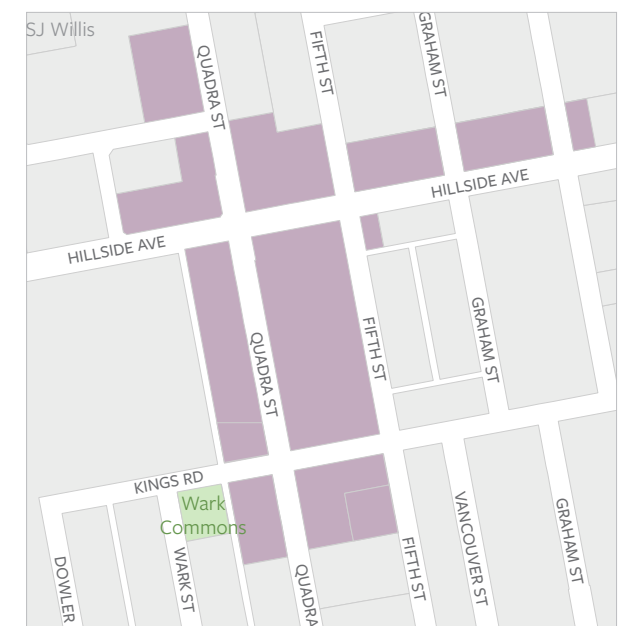 SJ Willis
QUADRA ST
FIFTH ST
GRAHAM ST
HILLSIDE AVE
HILLSIDE AVE
QUADRA ST
FIFTH ST
GRAHAM ST
KINGS RD
Wark
Commons
DOWLER
WARK ST
QUADRA
FIFTH ST
VANCOUVER ST
GRAHAM ST